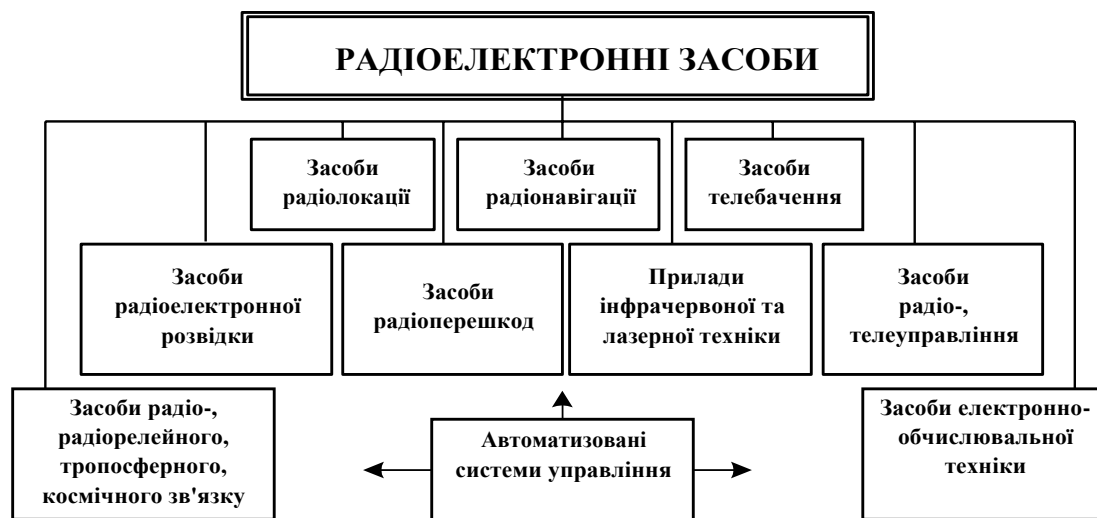 РАДІОЕЛЕКТРОННІ ЗАСОБИ
Засоби
радіолокації
Засоби
радіонавігації
Засоби
телебачення
Засоби
радіоелектронної
розвідки
Засоби
радіоперешкод
Прилади
інфрачервоної та
лазерної техніки
Засоби
радіо-,
телеуправління
Засоби радіо-,
радіорелейного,
тропосферного,
космічного зв'язку
Автоматизовані
системи управління
Засоби електронно-
обчислювальної
техніки